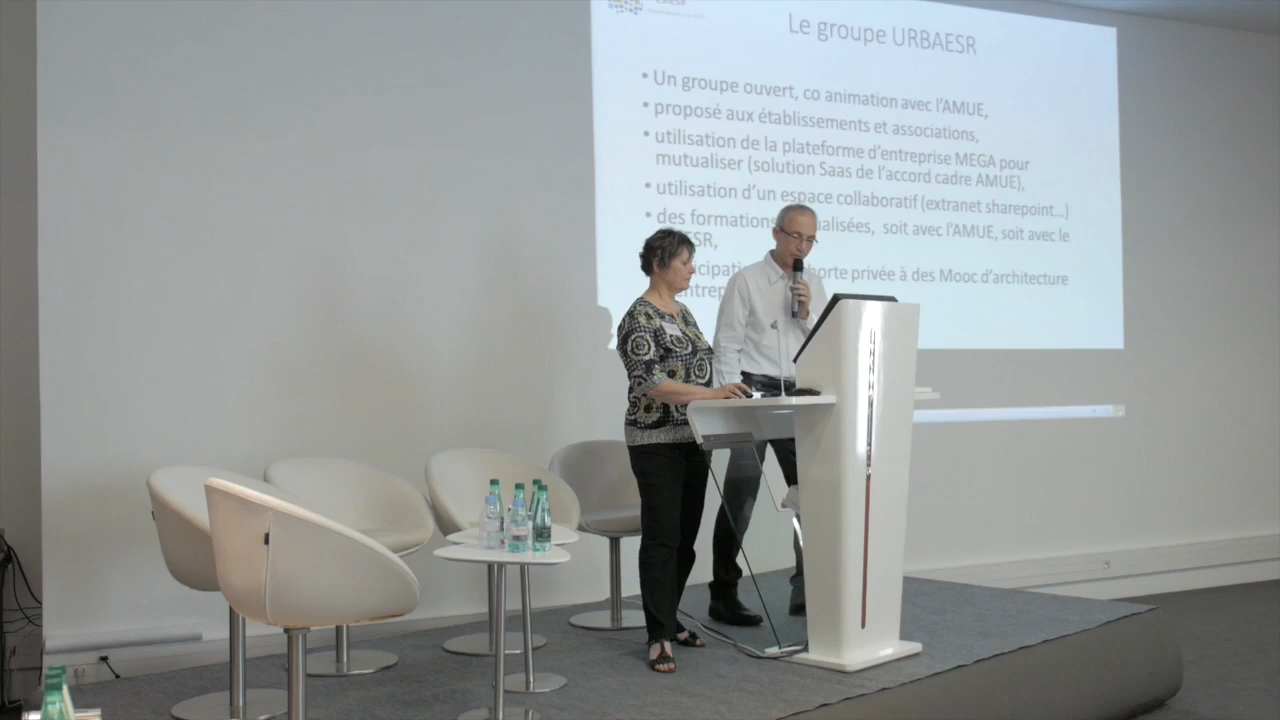 Le groupe URBAESR
• Un groupe ouvert, co animation avec l'AMUE,
• proposé aux établissements et associations,
• utilisation de la plateforme d'entreprise MEGA pour
mutualiser (solution Saas de l'accord cadre AMUE),
• utilisation d'un espace collaboratif (extranet sharepoint...)
• des formations soit avec l'AMUE, soit avec le
privée à des Mooc d'architecture